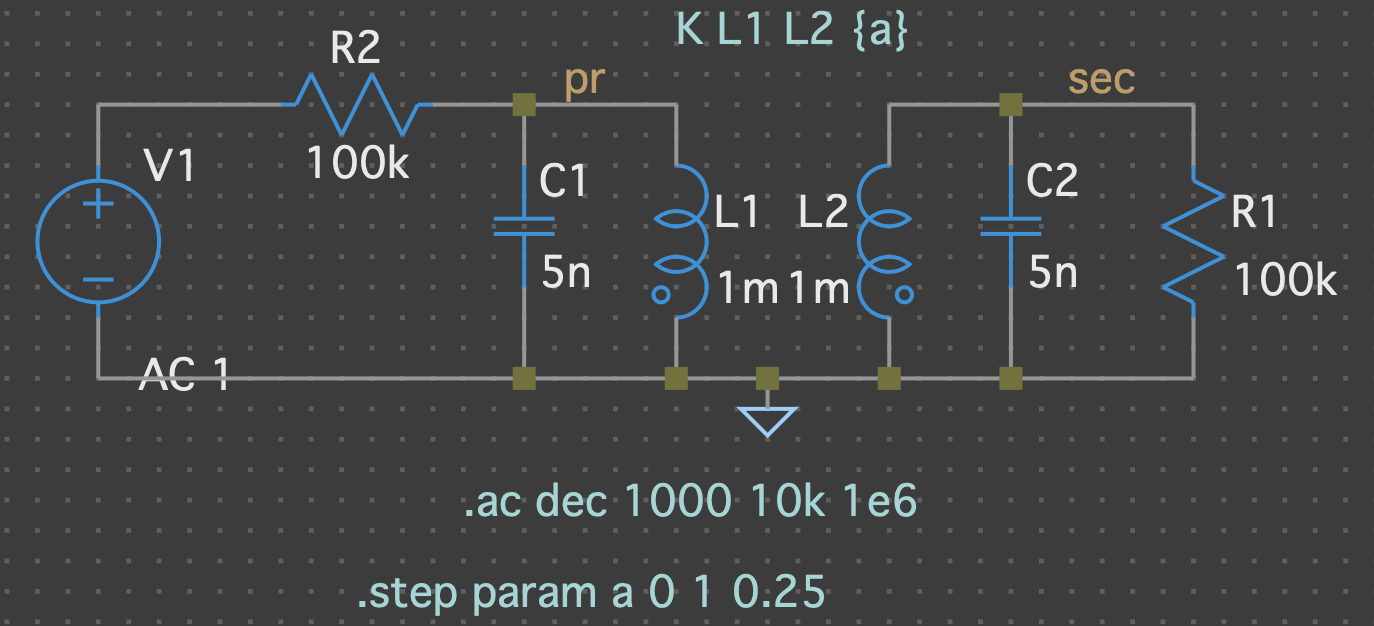 K L1 L2 {a}
R2
pr
sec
V1
100k
C1
C2
L1
L2
R1
5n
1m
1m
5n
100k
AC 1
.ac dec 1000 10k 1e6
.step param a 0 1 0.25